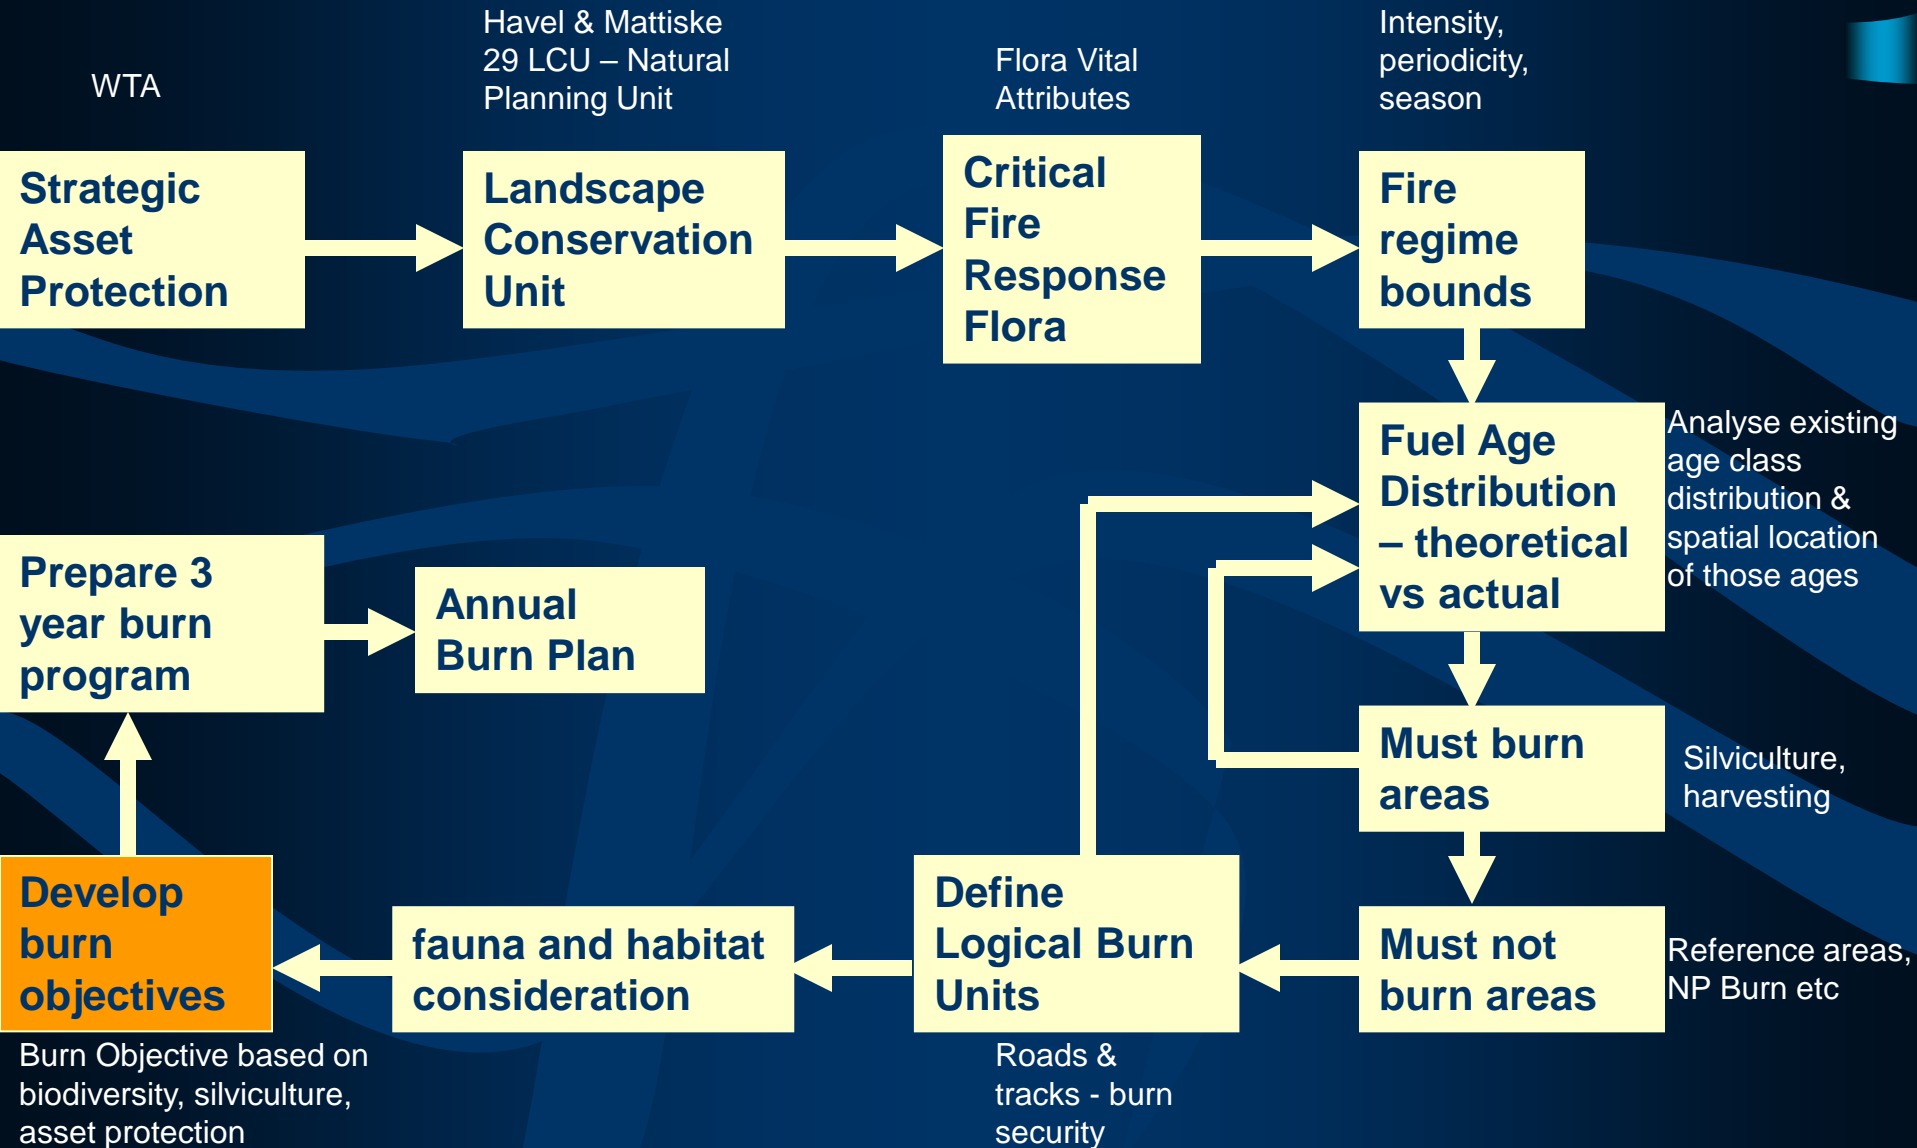 WTA
Havel & Mattiske
29 LCU – Natural
Planning Unit
Flora Vital
Attributes
Intensity,
periodicity,
season
Strategic
Asset
Protection
Landscape
Conservation
Unit
Critical
Fire
Response
Flora
Fire
regime
bounds
Fuel Age
Distribution
– theoretical
vs actual
Analyse existing
age class
distribution &
spatial location
of those ages
Prepare 3
year burn
program
Annual
Burn Plan
Must burn
areas
Silviculture,
harvesting
Develop
burn
objectives
fauna and habitat
consideration
Define
Logical Burn
Units
Must not
burn areas
Reference areas,
NP Burn etc
Burn Objective based on
biodiversity, silviculture,
asset protection
Roads &
tracks - burn
security